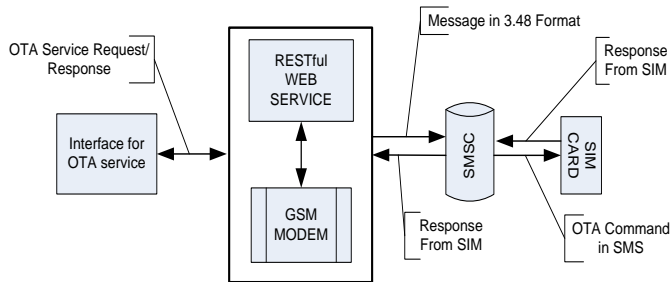 Message in 3.48 Format
OTA Service Request/
Response
RESTful
WEB
SERVICE
Response
From SIM
Interface for
OTA service
SMSC
SIM
CARD
GSM
MODEM
Response
From SIM
OTA Command
in SMS